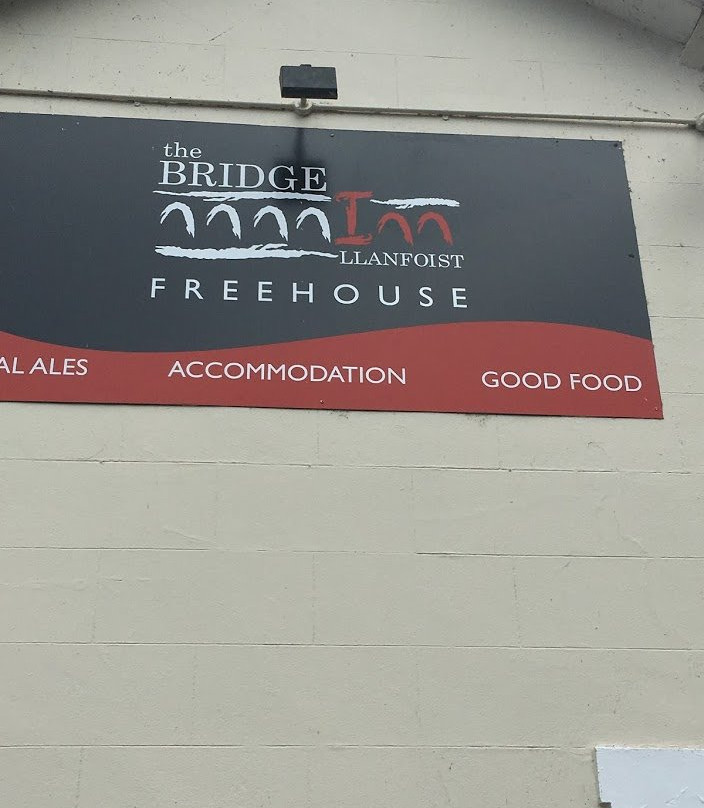 the
BRIDGE
Inn
LLANFOIST
FREEHOUSE
AL ALES ACCOMMODATION GOOD FOOD